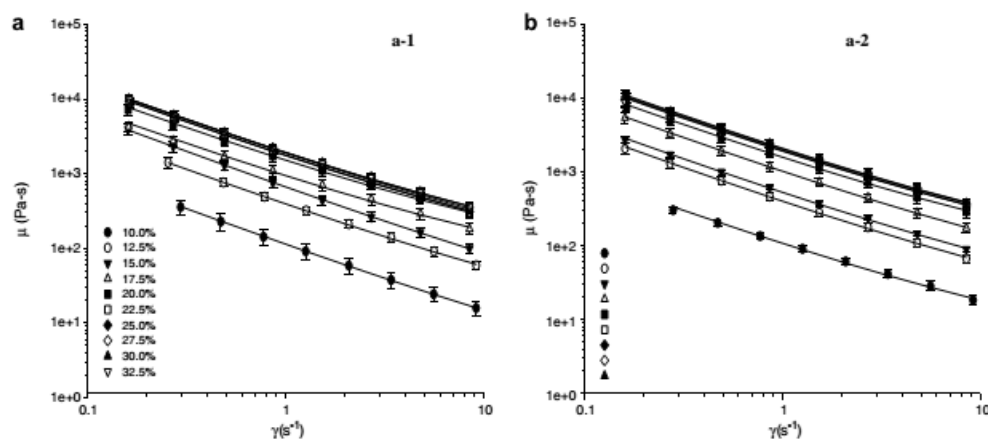 a
a-1
1e+5
1e+4
1e+3
1e+2
1e+1
1e+0
μ (Pa-s)
10.0%
12.5%
15.0%
17.5%
20.0%
22.5%
25.0%
27.5%
30.0%
32.5%
0.1
1
10
γ(s⁻¹)
b
a-2
1e+5
1e+4
1e+3
1e+2
1e+1
1e+0
μ (Pa-s)
0.1
1
10
γ(s⁻¹)